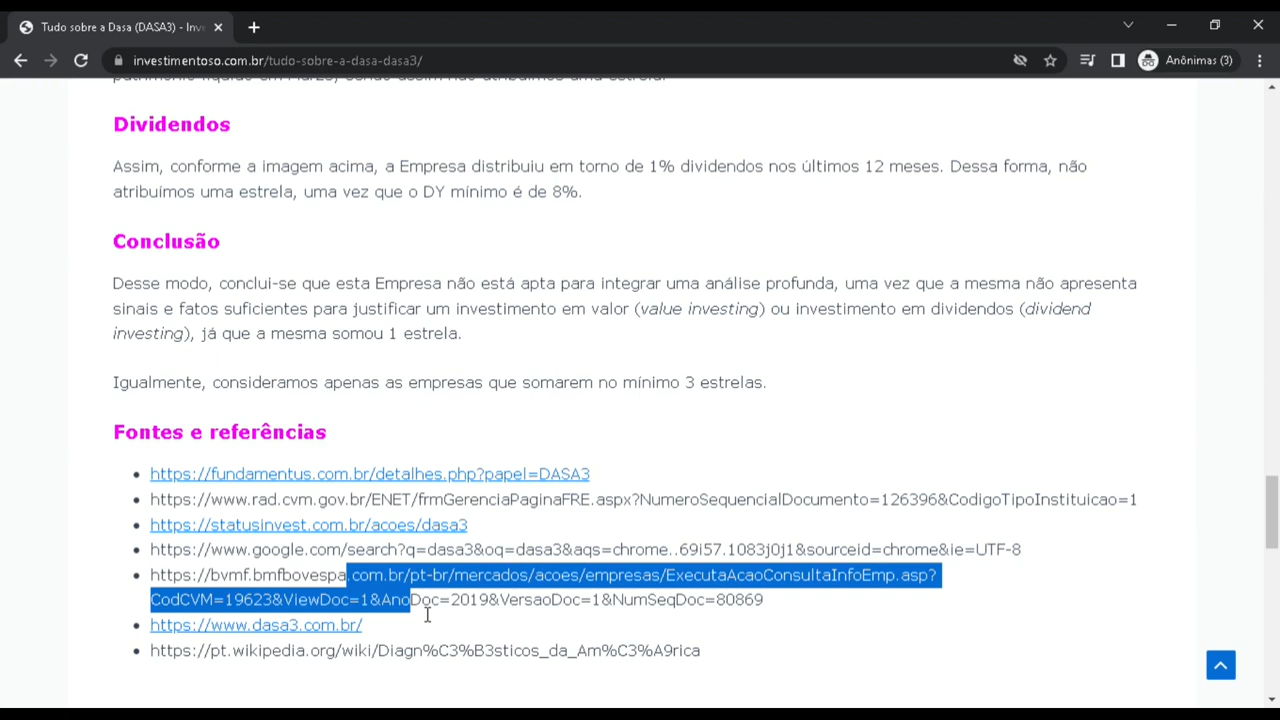 Tudo sobre a Dasa (DASA3) - Inv
investimentoso.com.br/tudo-sobre-a-dasa-dasa3/
Anônimas (3)
Dividendos
Assim, conforme a imagem acima, a Empresa distribuiu em torno de 1% dividendos nos últimos 12 meses. Dessa forma, não
atribuímos uma estrela, uma vez que o DY mínimo é de 8%.
Conclusão
Desse modo, conclui-se que esta Empresa não está apta para integrar uma análise profunda, uma vez que a mesma não apresenta
sinais e fatos suficientes para justificar um investimento em valor (value investing) ou investimento em dividendos (dividend
investing), já que a mesma somou 1 estrela.
Igualmente, consideramos apenas as empresas que somarem no mínimo 3 estrelas.
Fontes e referências
https://fundamentus.com.br/detalhes.php?papel=DASA3
https://www.rad.cvm.gov.br/ENET/frmGerenciaPaginaFRE.aspx?NumeroSequencialDocumento=126396&CodigoTipoInstituicao=1
https://statusinvest.com.br/acoes/dasa3
https://www.google.com/search?q=dasa3&oq=dasa3&aqs=chrome..69i57.1083j0j1&sourceid=chrome&ie=UTF-8
https://bvmf.bmfbovespa.com.br/pt-br/mercados/acoes/empresas/ExecutaAcaoConsultaInfoEmp.asp?
CodCVM=19623&ViewDoc=1&AnoDoc=2019&VersaoDoc=1&NumSeqDoc=80869
https://www.dasa3.com.br/
https://pt.wikipedia.org/wiki/Diagn%C3%B3sticos_da_Am%C3%A9rica